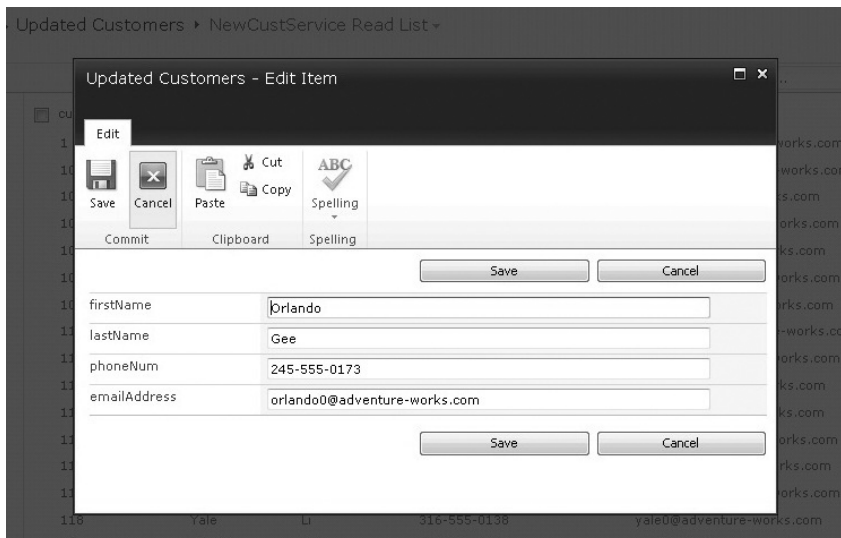 Updated Customers ▸ NewCustService Read List
Updated Customers - Edit Item
Edit
Save
Cancel
Paste
Cut
Copy
ABC
Spelling
Commit
Clipboard
Spelling
Save Cancel
firstName Orlando
lastName Gee
phoneNum 245-555-0173
emailAddress orlando0@adventure-works.com
Save Cancel
118 Yale Li 316-555-0138 yale0@adventure-works.com